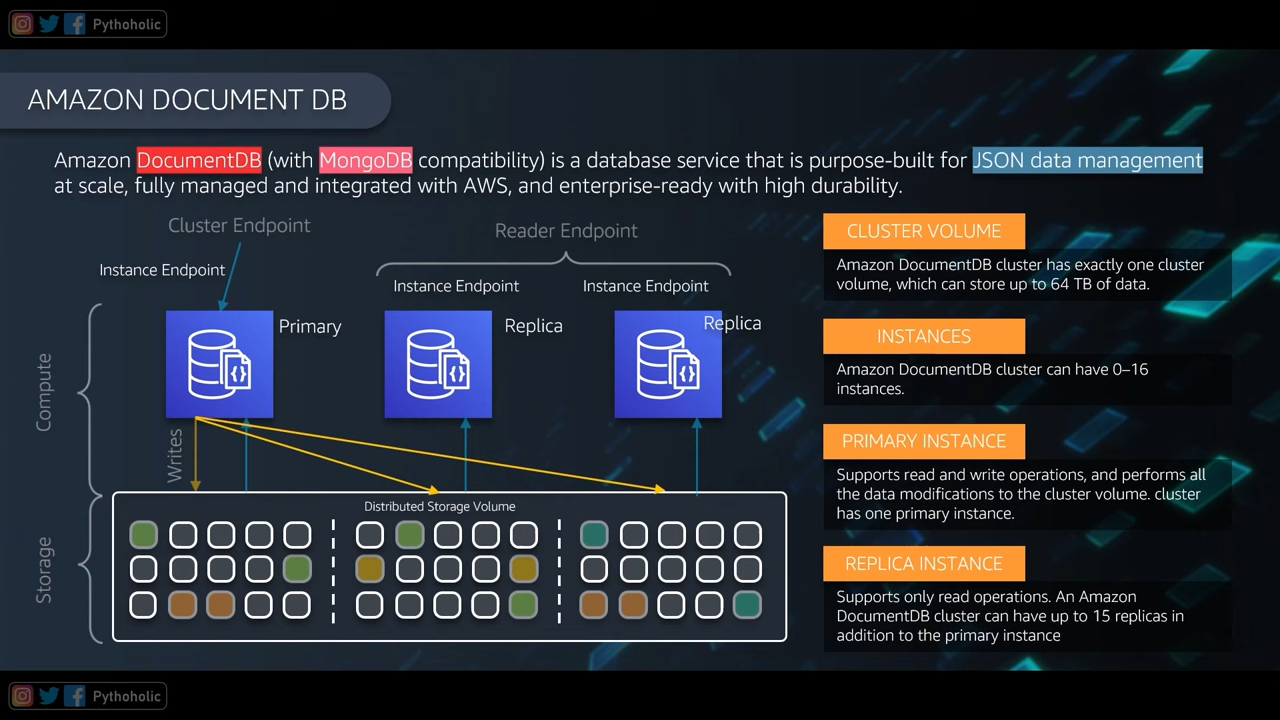 Pythoholic
AMAZON DOCUMENT DB
Amazon DocumentDB (with MongoDB compatibility) is a database service that is purpose-built for JSON data management
at scale, fully managed and integrated with AWS, and enterprise-ready with high durability.
Cluster Endpoint
Reader Endpoint
Instance Endpoint
Instance Endpoint
Instance Endpoint
Primary
Replica
Replica
Compute
Writes
Storage
Distributed Storage Volume
CLUSTER VOLUME
Amazon DocumentDB cluster has exactly one cluster
volume, which can store up to 64 TB of data.
INSTANCES
Amazon DocumentDB cluster can have 0–16
instances.
PRIMARY INSTANCE
Supports read and write operations, and performs all
the data modifications to the cluster volume. cluster
has one primary instance.
REPLICA INSTANCE
Supports only read operations. An Amazon
DocumentDB cluster can have up to 15 replicas in
addition to the primary instance
Pythoholic